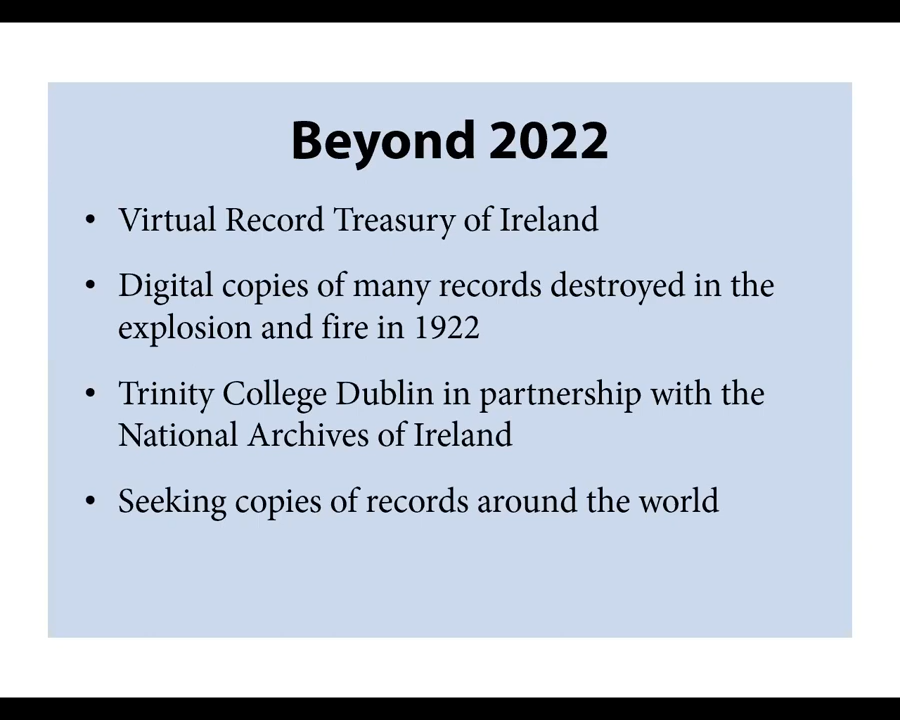 Beyond 2022
• Virtual Record Treasury of Ireland
• Digital copies of many records destroyed in the
explosion and fire in 1922
• Trinity College Dublin in partnership with the
National Archives of Ireland
• Seeking copies of records around the world